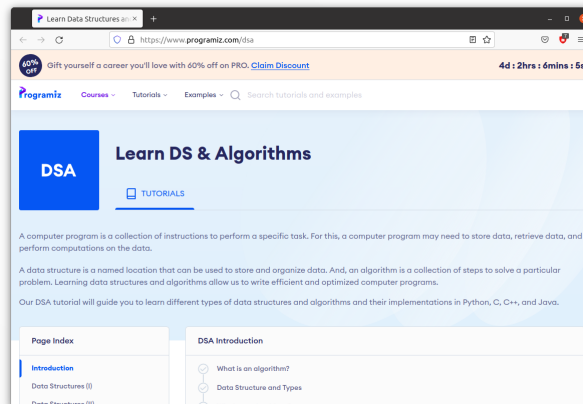 Learn Data Structures an
https://www.programiz.com/dsa
60% OFF
Gift yourself a career you'll love with 60% off on PRO. Claim Discount
4d : 2hrs : 6mins : 5s
Programiz
Courses
Tutorials
Examples
Search tutorials and examples
DSA
Learn DS & Algorithms
TUTORIALS
A computer program is a collection of instructions to perform a specific task. For this, a computer program may need to store data, retrieve data, and
perform computations on the data.
A data structure is a named location that can be used to store and organize data. And, an algorithm is a collection of steps to solve a particular
problem. Learning data structures and algorithms allow us to write efficient and optimized computer programs.
Our DSA tutorial will guide you to learn different types of data structures and algorithms and their implementations in Python, C, C++, and Java.
Page Index
Introduction
Data Structures (I)
DSA Introduction
What is an algorithm?
Data Structure and Types